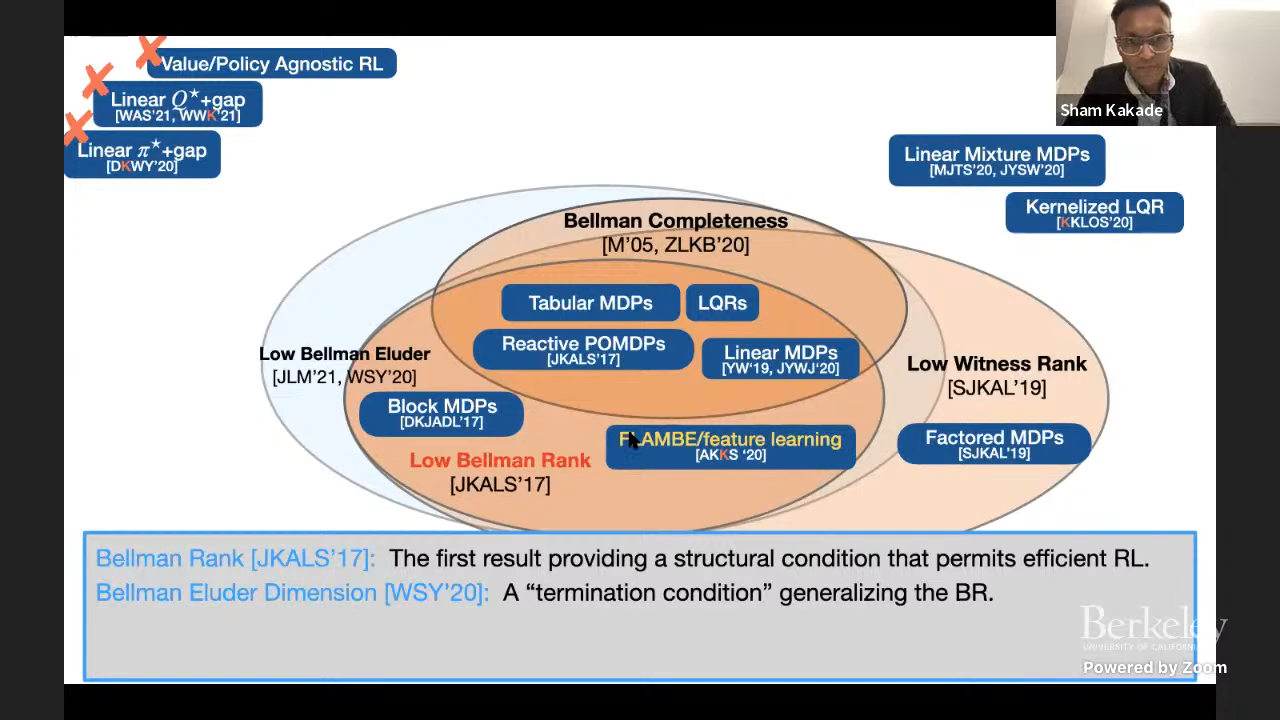 Value/Policy Agnostic RL
Linear Q*+gap
[WAS'21, WWK'21]
Linear π*+gap
[DKWY'20]
Sham Kakade
Linear Mixture MDPs
[MJTS'20, JYSW'20]
Kernelized LQR
[KKLOS'20]
Bellman Completeness
[M'05, ZLKB'20]
Tabular MDPs
LQRs
Reactive POMDPs
[JKALS'17]
Linear MDPs
[YW'19, JYWJ'20]
Low Bellman Eluder
[JLM'21, WSY'20]
Low Witness Rank
[SJKAL'19]
Block MDPs
[DKJADL'17]
FLAMBE/feature learning
[AKKS '20]
Factored MDPs
[SJKAL'19]
Low Bellman Rank
[JKALS'17]
Bellman Rank [JKALS'17]: The first result providing a structural condition that permits efficient RL.
Bellman Eluder Dimension [WSY'20]: A “termination condition” generalizing the BR.
Berkeley
UNIVERSITY OF CALIFORNIA
Powered by Zoom